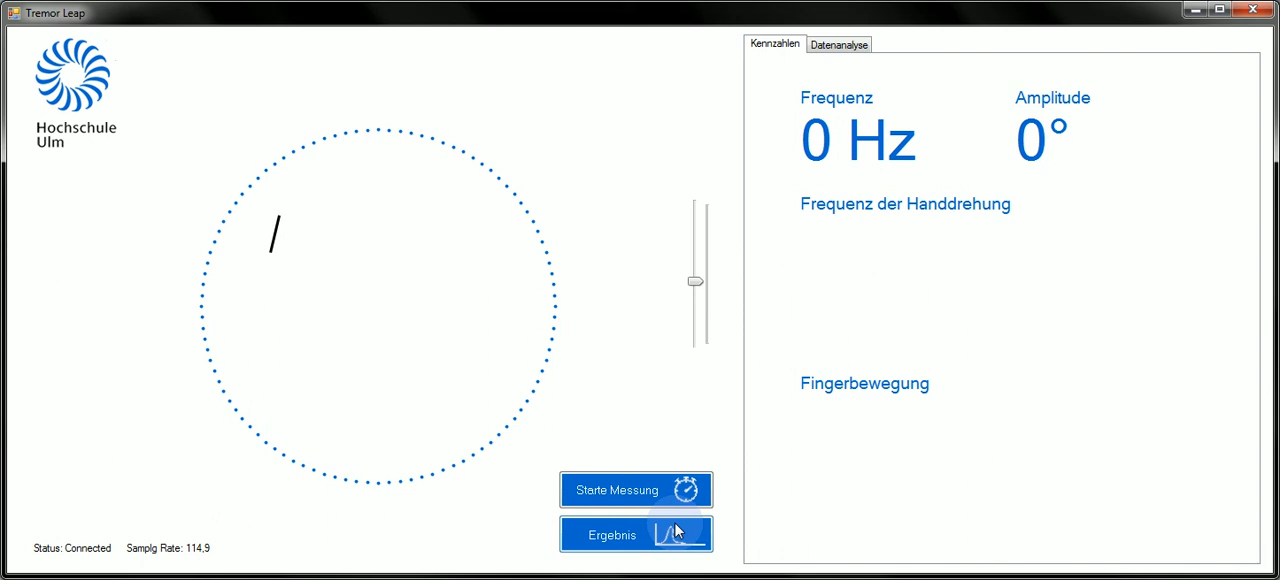 Tremor Leap
Hochschule
Ulm
Kennzahlen
Datenanalyse
Frequenz
Amplitude
0 Hz
0°
Frequenz der Handdrehung
Fingerbewegung
Starte Messung
Ergebnis
Status: Connected
Samplg Rate: 114,9